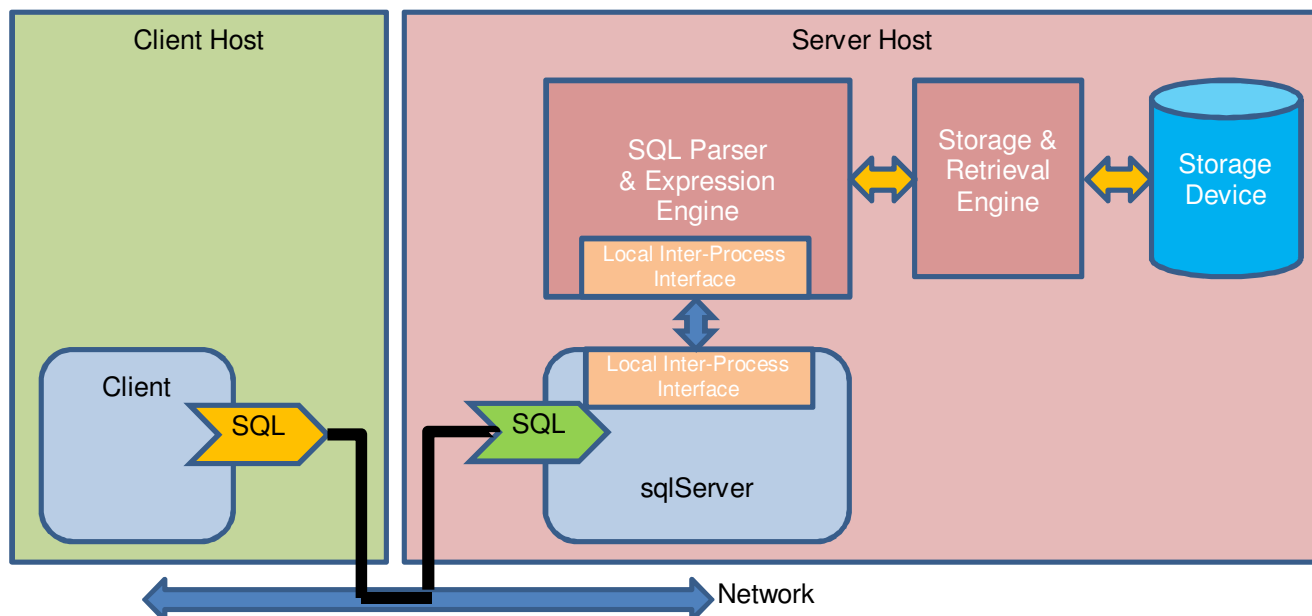 Client Host
Server Host
SQL Parser
& Expression
Engine
Storage &
Retrieval
Engine
Storage
Device
Local Inter-Process
Interface
Local Inter-Process
Interface
Client
SQL
SQL
sqlServer
Network